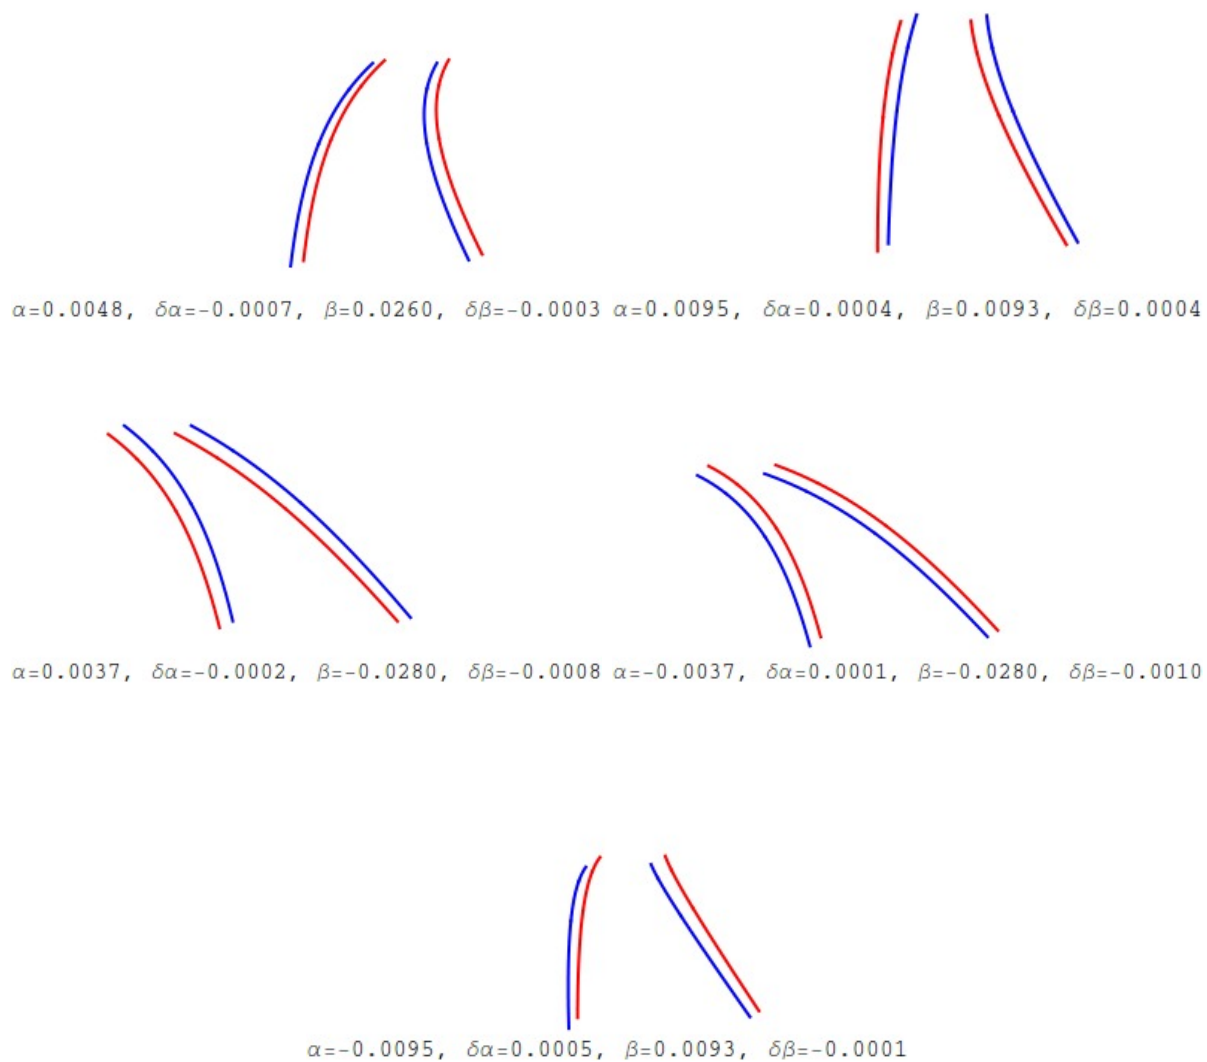 α=0.0048, δα=-0.0007, β=0.0260, δβ=-0.0003
α=0.0095, δα=0.0004, β=0.0093, δβ=0.0004
α=0.0037, δα=-0.0002, β=-0.0280, δβ=-0.0008
α=-0.0037, δα=0.0001, β=-0.0280, δβ=-0.0010
α=-0.0095, δα=0.0005, β=0.0093, δβ=-0.0001